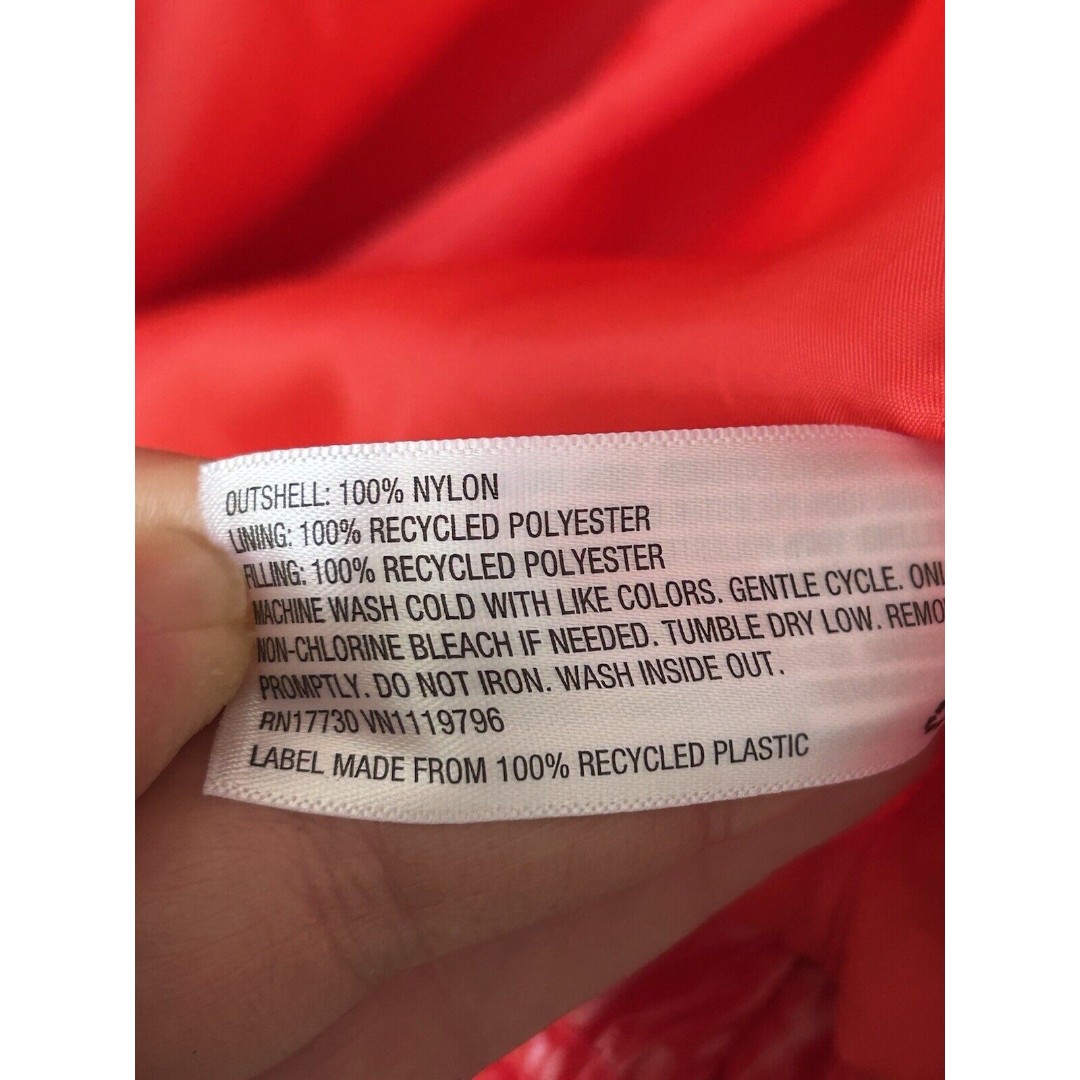 OUTSHELL: 100% NYLON
LINING: 100% RECYCLED POLYESTER
FILLING: 100% RECYCLED POLYESTER
MACHINE WASH COLD WITH LIKE COLORS. GENTLE CYCLE.
NON-CHLORINE BLEACH IF NEEDED. TUMBLE DRY LOW.
PROMPTLY. DO NOT IRON. WASH INSIDE OUT.
RN17730 VN1119796
LABEL MADE FROM 100% RECYCLED PLASTIC